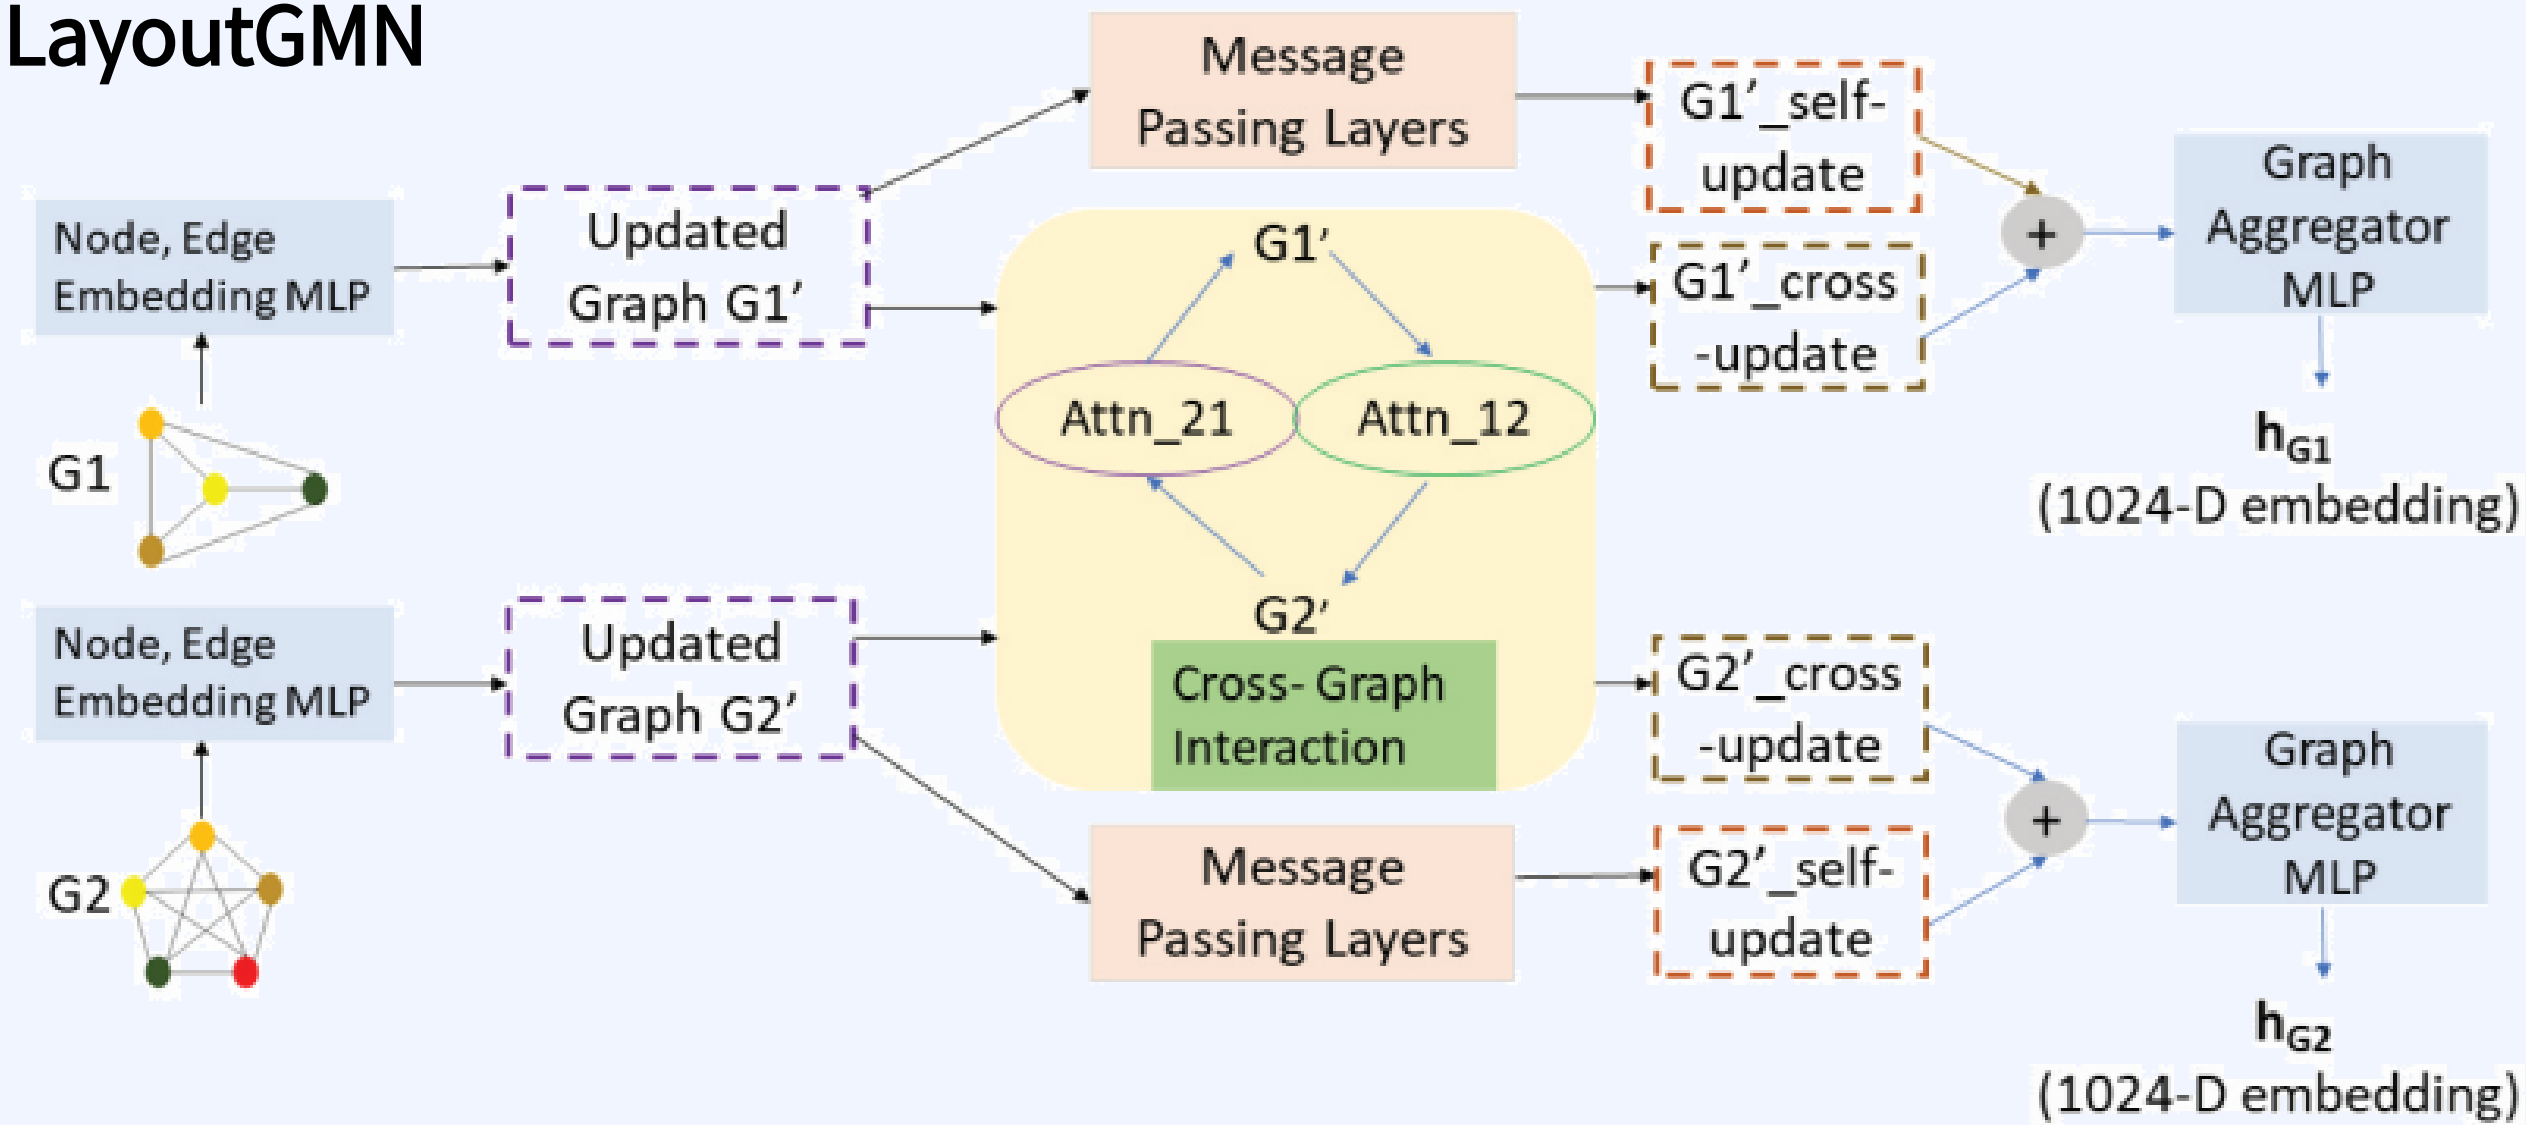 LayoutGMN
Message
Passing Layers
G1′_self-
update
Graph
Aggregator
MLP
Node, Edge
Embedding MLP
Updated
Graph G1′
G1′
G1′_cross
-update
+
Attn_21
Attn_12
h_G1
(1024-D embedding)
G1
G2′
Cross- Graph
Interaction
Node, Edge
Embedding MLP
Updated
Graph G2′
G2′_cross
-update
+
Graph
Aggregator
MLP
G2
Message
Passing Layers
G2′_self-
update
h_G2
(1024-D embedding)